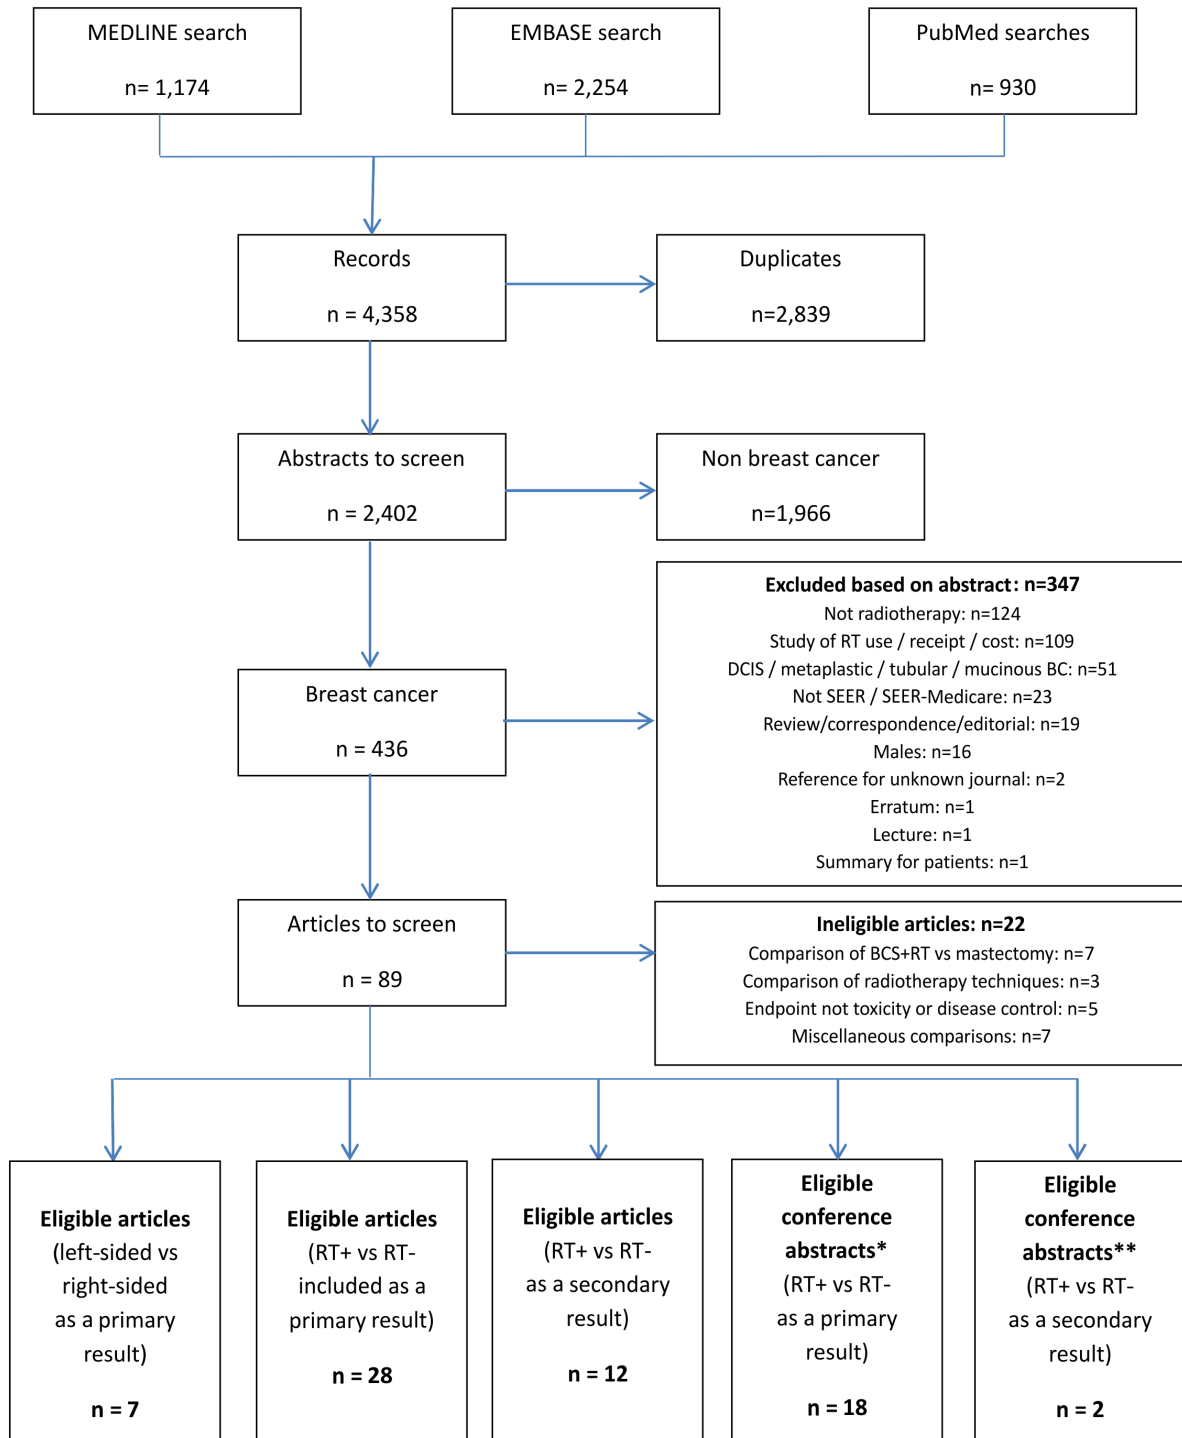 MEDLINE search
n= 1,174
EMBASE search
n= 2,254
PubMed searches
n= 930
Records
n = 4,358
Duplicates
n=2,839
Abstracts to screen
n = 2,402
Non breast cancer
n=1,966
Breast cancer
n = 436
Excluded based on abstract: n=347
Not radiotherapy: n=124
Study of RT use / receipt / cost: n=109
DCIS / metaplastic / tubular / mucinous BC: n=51
Not SEER / SEER-Medicare: n=23
Review/correspondence/editorial: n=19
Males: n=16
Reference for unknown journal: n=2
Erratum: n=1
Lecture: n=1
Summary for patients: n=1
Articles to screen
n = 89
Ineligible articles: n=22
Comparison of BCS+RT vs mastectomy: n=7
Comparison of radiotherapy techniques: n=3
Endpoint not toxicity or disease control: n=5
Miscellaneous comparisons: n=7
Eligible articles
(left-sided vs
right-sided
as a primary
result)
n = 7
Eligible articles
(RT+ vs RT-
included as a
primary result)
n = 28
Eligible articles
(RT+ vs RT-
as a secondary
result)
n = 12
Eligible
conference
abstracts*
(RT+ vs RT-
as a primary
result)
n = 18
Eligible
conference
abstracts**
(RT+ vs RT-
as a secondary
result)
n = 2